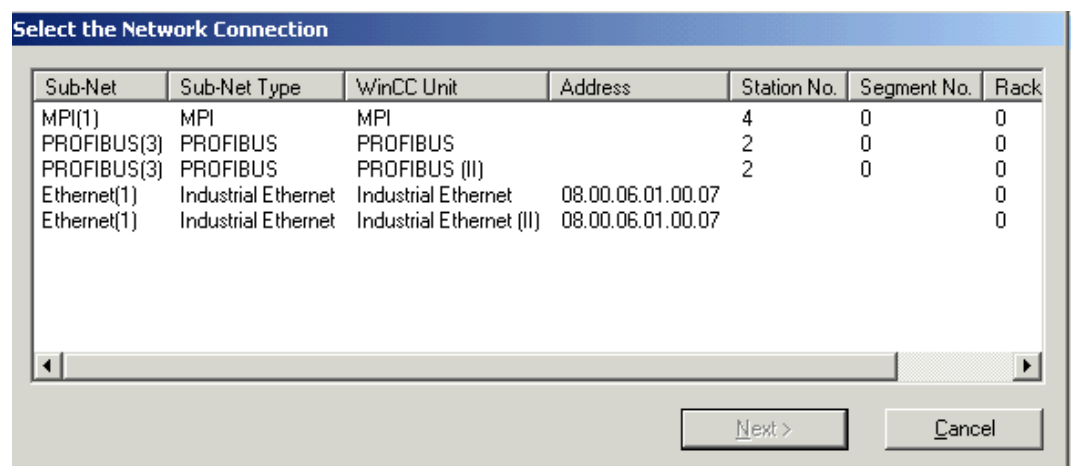 Select the Network Connection
Sub-Net Sub-Net Type WinCC Unit Address Station No. Segment No. Rack
MPI(1) MPI MPI 4 0 0
PROFIBUS(3) PROFIBUS PROFIBUS 2 0 0
PROFIBUS(3) PROFIBUS PROFIBUS (II) 2 0 0
Ethernet(1) Industrial Ethernet Industrial Ethernet 08.00.06.01.00.07 0
Ethernet(1) Industrial Ethernet Industrial Ethernet (II) 08.00.06.01.00.07 0
Next > Cancel